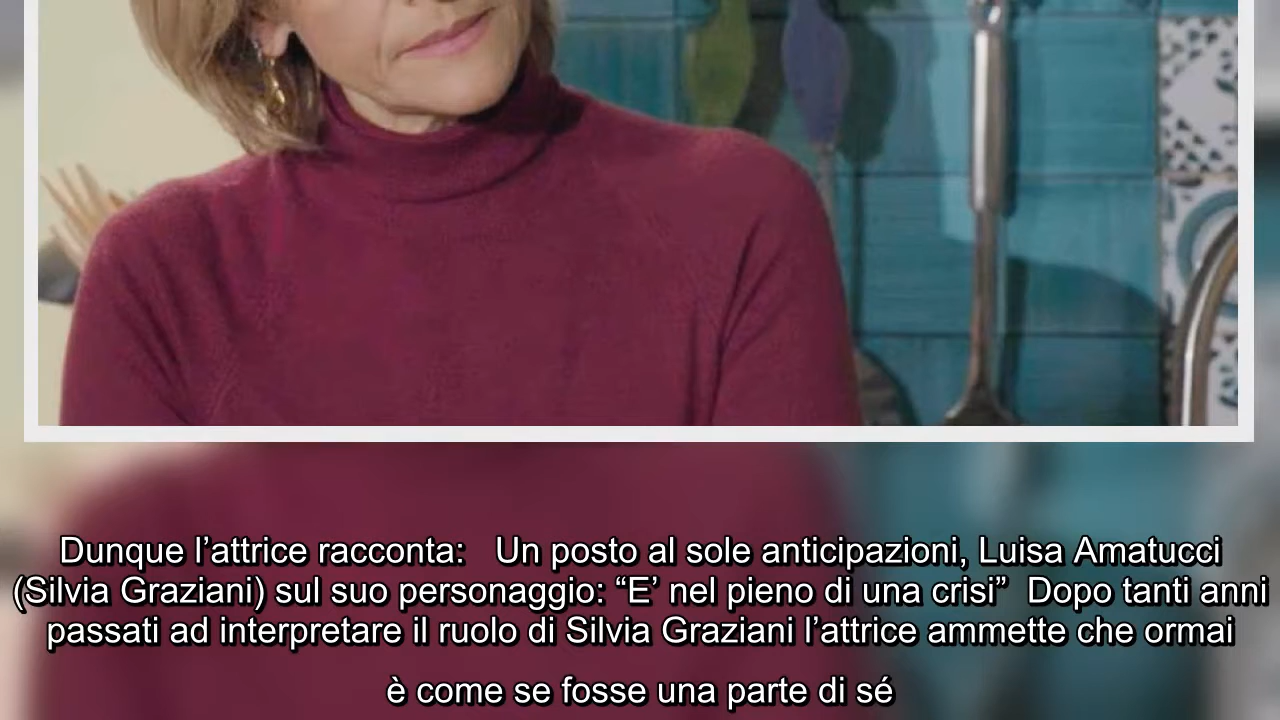 Dunque l’attrice racconta:   Un posto al sole anticipazioni, Luisa Amatucci
(Silvia Graziani) sul suo personaggio: “E’ nel pieno di una crisi”  Dopo tanti anni
passati ad interpretare il ruolo di Silvia Graziani l’attrice ammette che ormai
è come se fosse una parte di sé